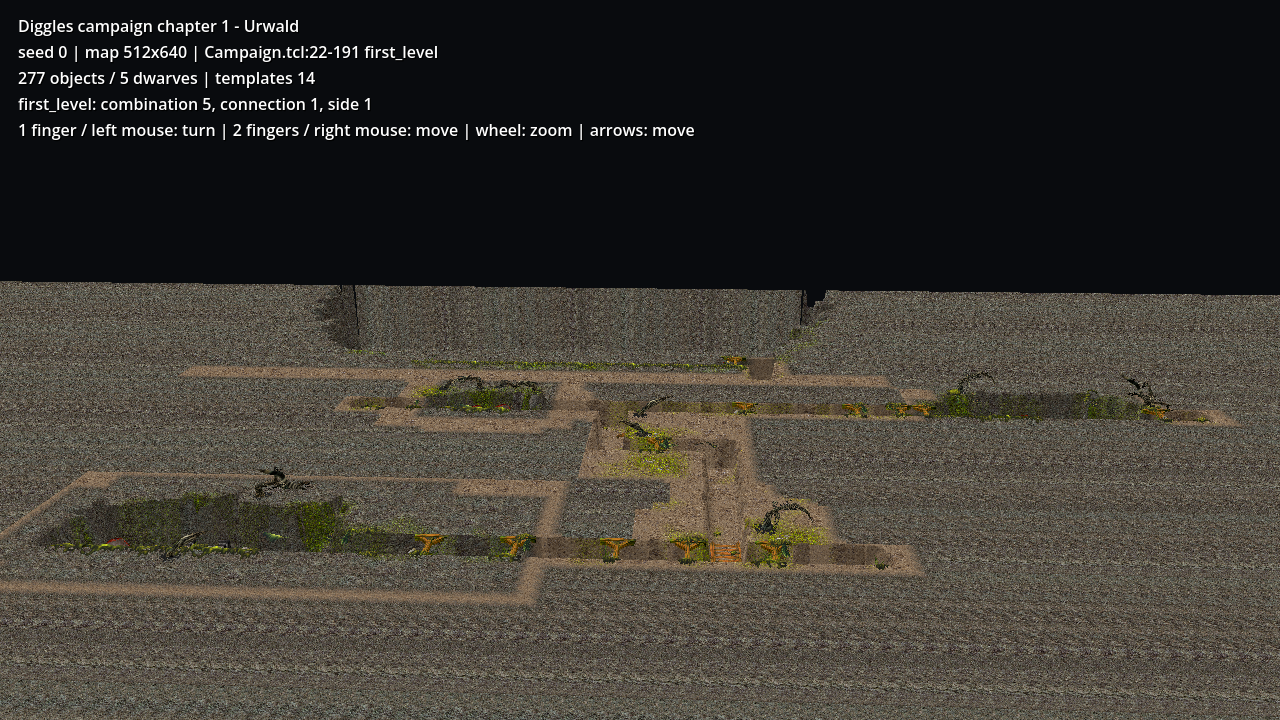 Diggles campaign chapter 1 - Urwald
seed 0 | map 512x640 | Campaign.tcl:22-191 first_level
277 objects / 5 dwarves | templates 14
first_level: combination 5, connection 1, side 1
1 finger / left mouse: turn | 2 fingers / right mouse: move | wheel: zoom | arrows: move